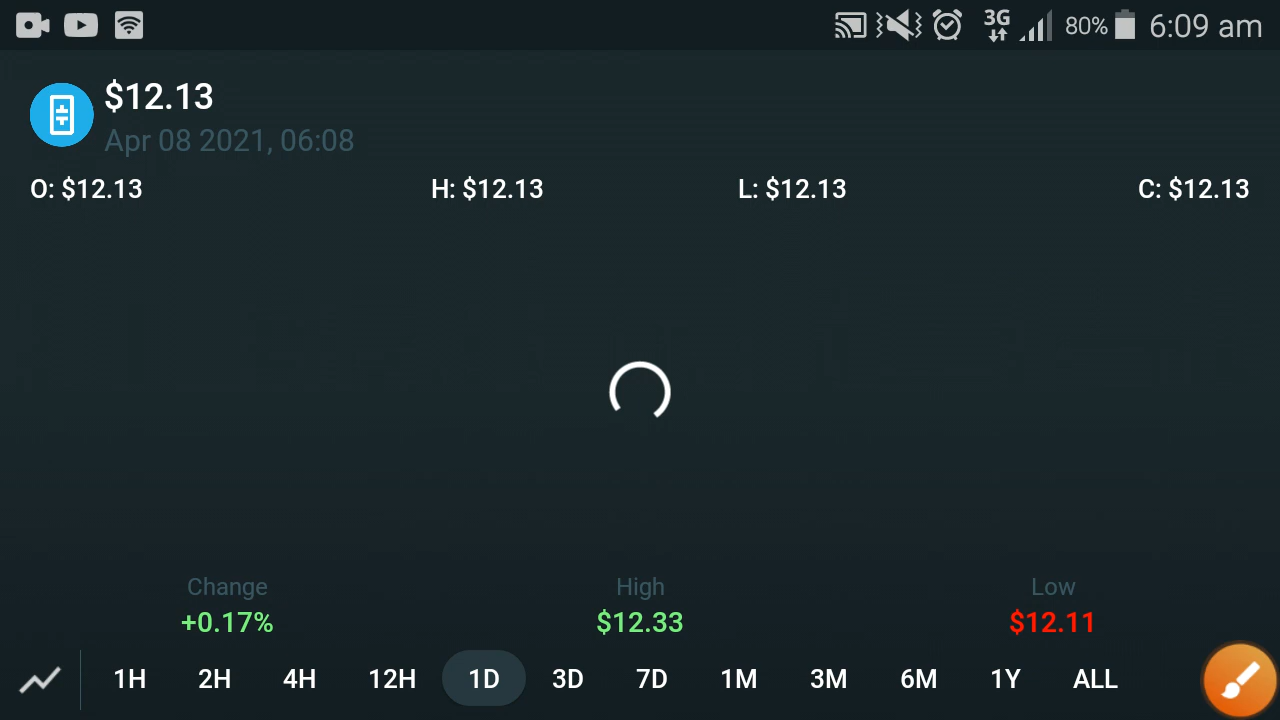 3G 80% 6:09 am
$12.13
Apr 08 2021, 06:08
O: $12.13 H: $12.13 L: $12.13 C: $12.13
Change High Low
+0.17% $12.33 $12.11
1H 2H 4H 12H 1D 3D 7D 1M 3M 6M 1Y ALL